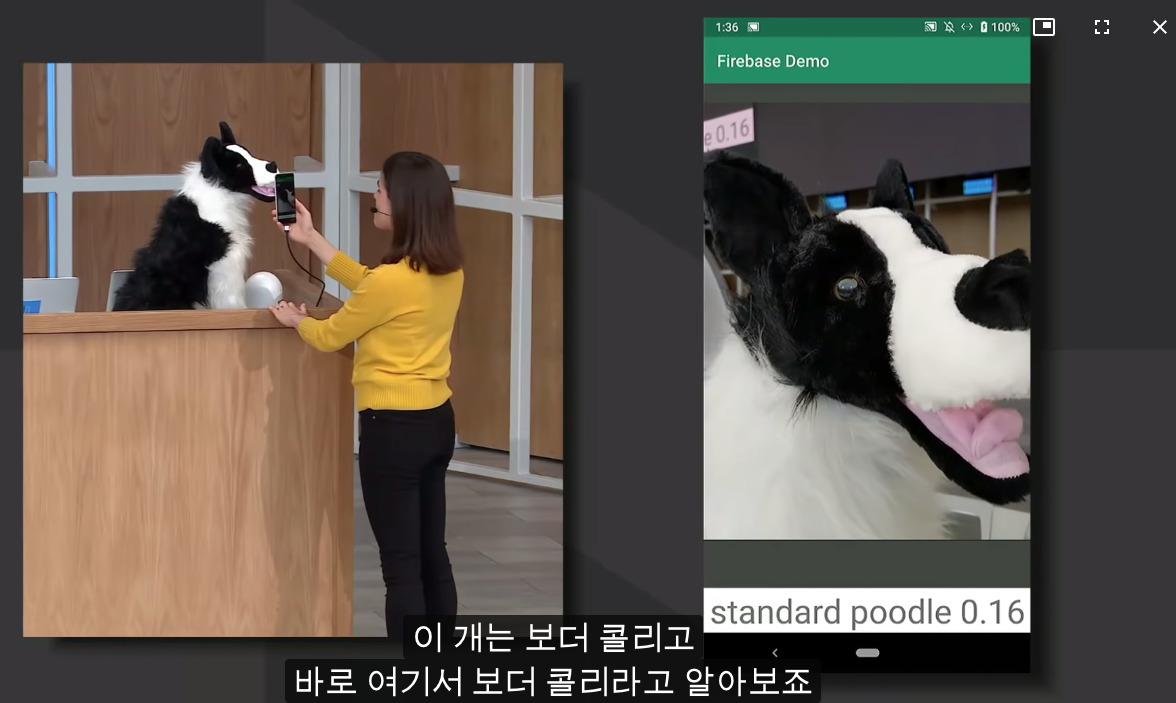 1:36
100%
Firebase Demo
e 0.16
standard poodle 0.16
이 개는 보더 콜리고
바로 여기서 보더 콜리라고 알아보죠